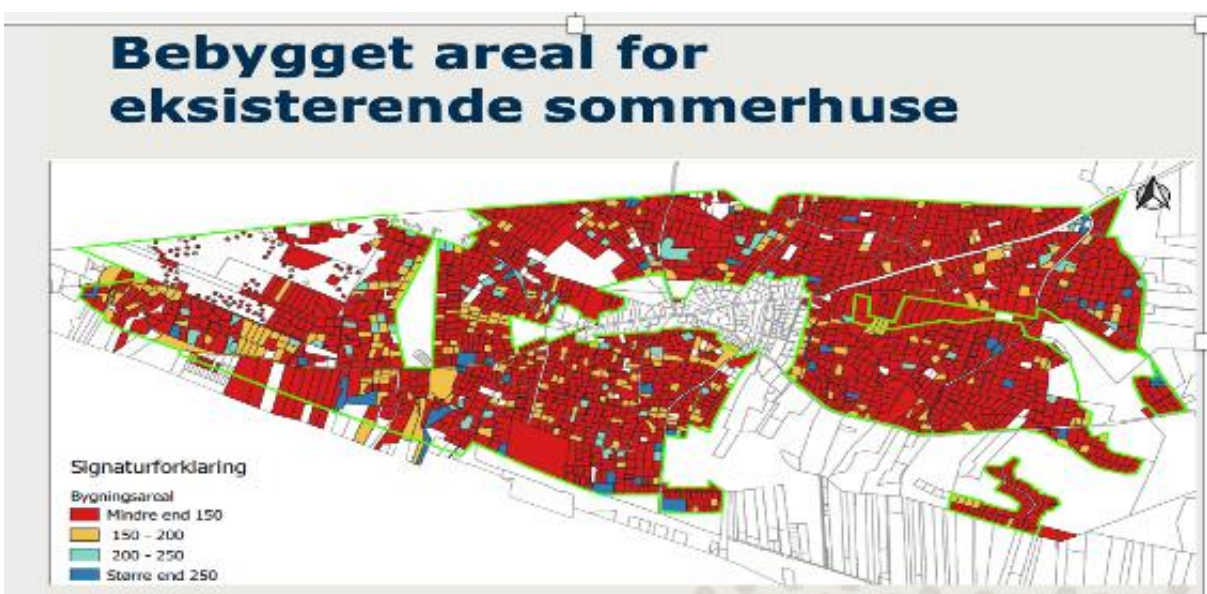 Bebygget areal for
eksisterende sommerhuse
Signaturforklaring
Bygningsareal
Mindre end 150
150 - 200
200 - 250
Større end 250